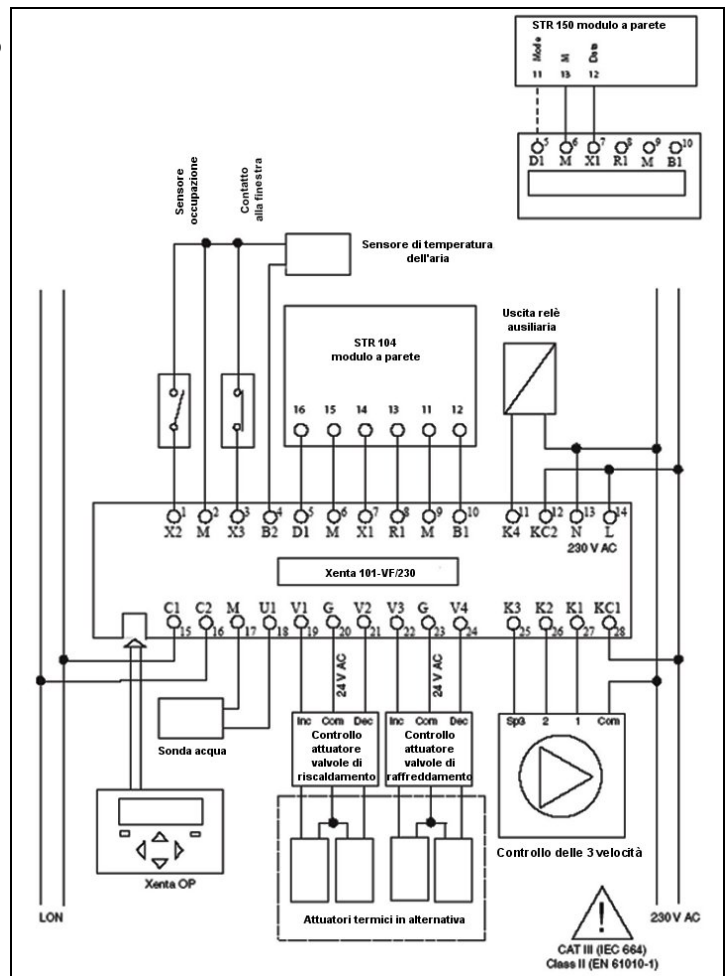 STR 150 modulo a parete
Mode M Data
11 13 12
5 6 7 8 9 10
D1 M X1 R1 M B1
Sensore
occupazione
Contatto
alla finestra
Sensore di temperatura
dell'aria
Uscita relè
ausiliaria
STR 104
modulo a parete
16 15 14 13 11 12
1 2 3 4 5 6 7 8 9 10 11 12 13 14
X2 M X3 B2 D1 M X1 R1 M B1 K4 KC2 N L
230 V AC
Xenta 101-VF/230
C1 C2 M U1 V1 G V2 V3 G V4 K3 K2 K1 KC1
15 16 17 18 19 20 21 22 23 24 25 26 27 28
24 V AC
24 V AC
Inc Com Dec
Inc Com Dec
Sp3 2 1 Com
Controllo
attuatore
valvole di
riscaldamento
Controllo
attuatore
valvole di
raffreddamento
Sonda acqua
Controllo delle 3 velocità
Xenta OP
Attuatori termici in alternativa
LON
230 V AC
CAT III (IEC 664)
Class II (EN 61010-1)